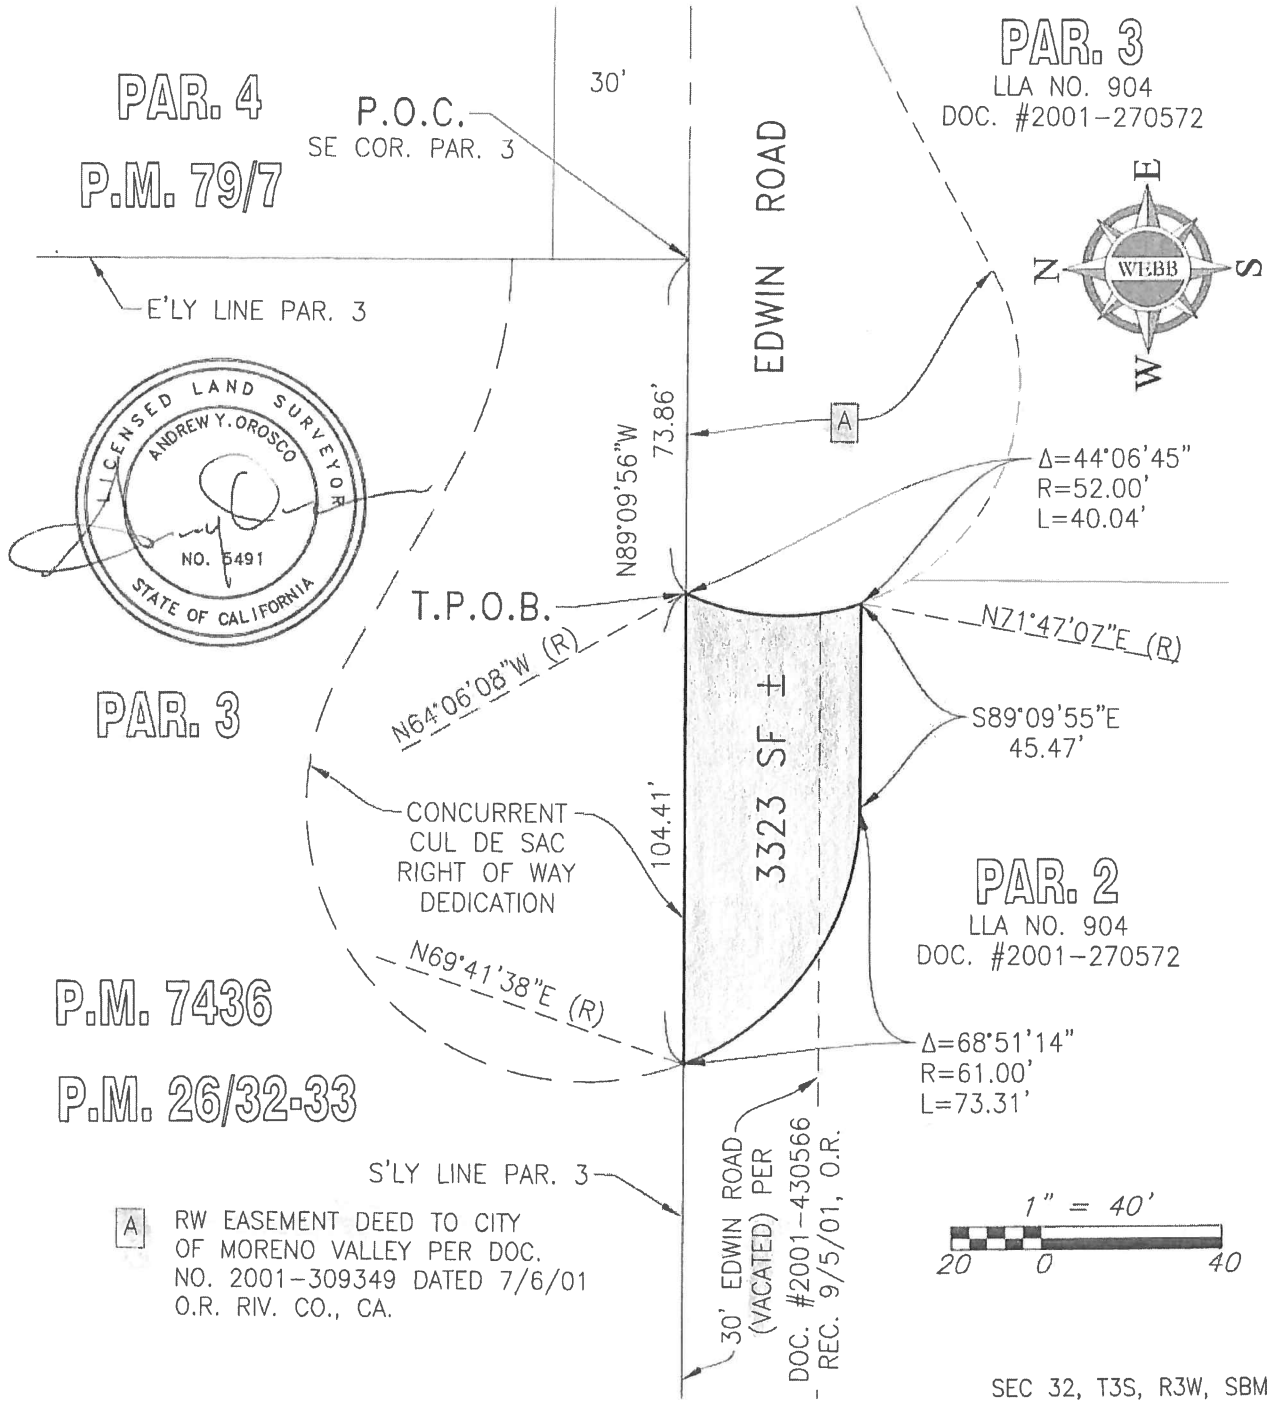 PAR. 4
P.M. 79/7
P.O.C.
SE COR. PAR. 3
30'
EDWIN ROAD
PAR. 3
LLA NO. 904
DOC. #2001-270572
E
N
WEBB
S
W
E'LY LINE PAR. 3
LICENSED LAND SURVEYOR
ANDREW Y. OROSCO
NO. 5491
STATE OF CALIFORNIA
N89°09'56"W
73.86'
A
Δ=44°06'45"
R=52.00'
L=40.04'
T.P.O.B.
N64°06'08"W (R)
N71°47'07"E (R)
PAR. 3
3323 SF ±
S89°09'55"E
45.47'
104.41'
CONCURRENT
CUL DE SAC
RIGHT OF WAY
DEDICATION
PAR. 2
LLA NO. 904
DOC. #2001-270572
N69°41'38"E (R)
P.M. 7436
P.M. 26/32-33
Δ=68°51'14"
R=61.00'
L=73.31'
S'LY LINE PAR. 3
30' EDWIN ROAD
(VACATED) PER
DOC. #2001-430566
REC. 9/5/01, O.R.
A
RW EASEMENT DEED TO CITY
OF MORENO VALLEY PER DOC.
NO. 2001-309349 DATED 7/6/01
O.R. RIV. CO., CA.
1" = 40'
20 0 40
SEC 32, T3S, R3W, SBM